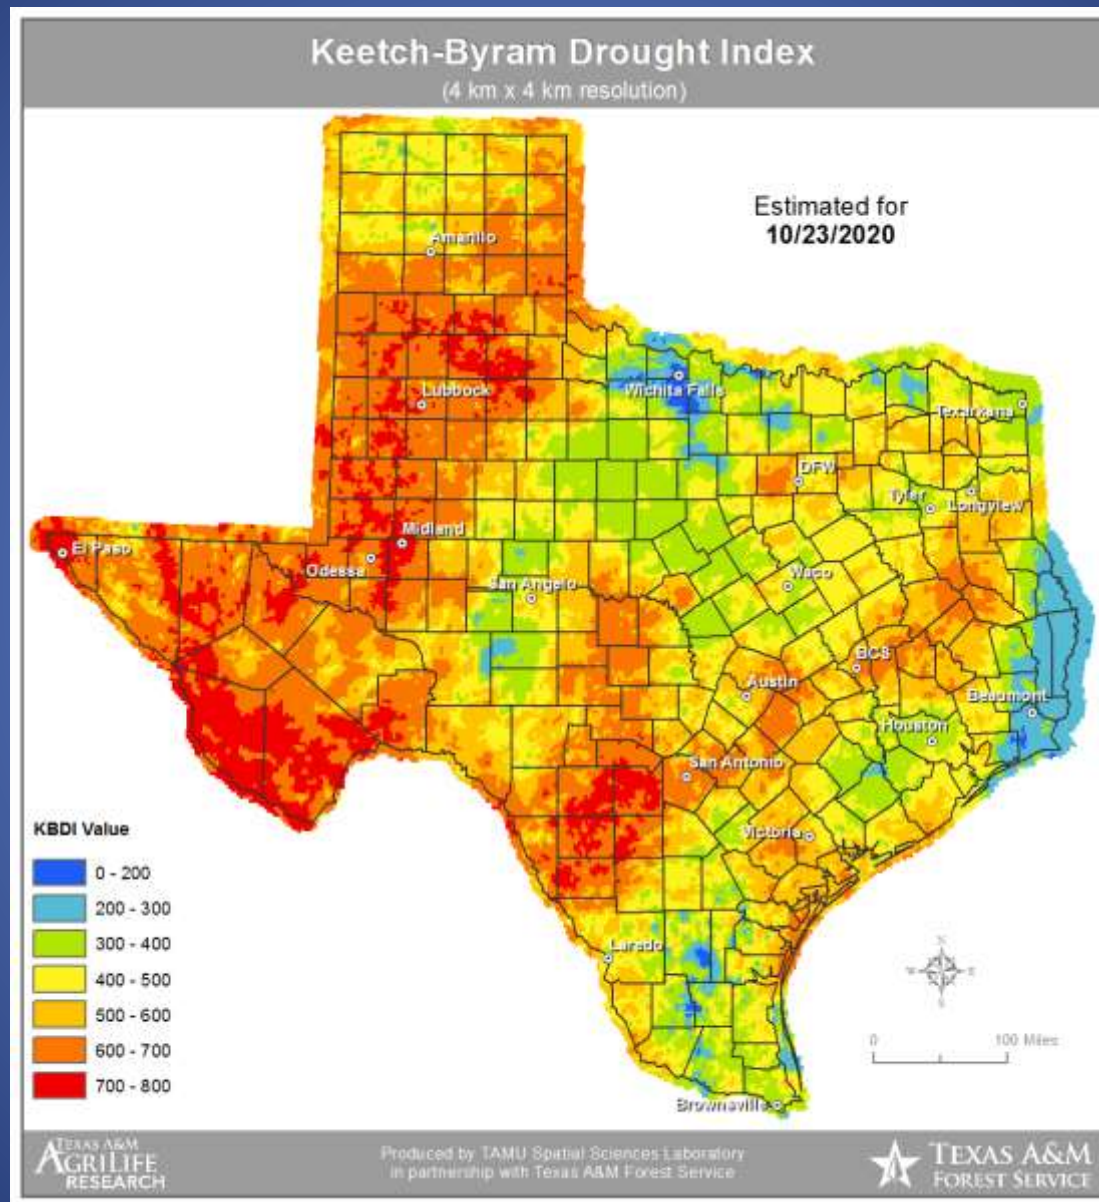 Keetch-Byram Drought Index
(4 km x 4 km resolution)
Estimated for
10/23/2020
Amarillo
Lubbock
Wichita Falls
Texarkana
DFW
Tyler
Longview
Midland
El Paso
Odessa
San Angelo
Waco
BCS
Austin
Beaumont
Houston
San Antonio
Victoria
Laredo
Brownsville
KBDI Value
0 - 200
200 - 300
300 - 400
400 - 500
500 - 600
600 - 700
700 - 800
N
W
E
S
0
100 Miles
TEXAS A&M
AGRILIFE
RESEARCH
Produced by TAMU Spatial Sciences Laboratory
in partnership with Texas A&M Forest Service
TEXAS A&M
FOREST SERVICE